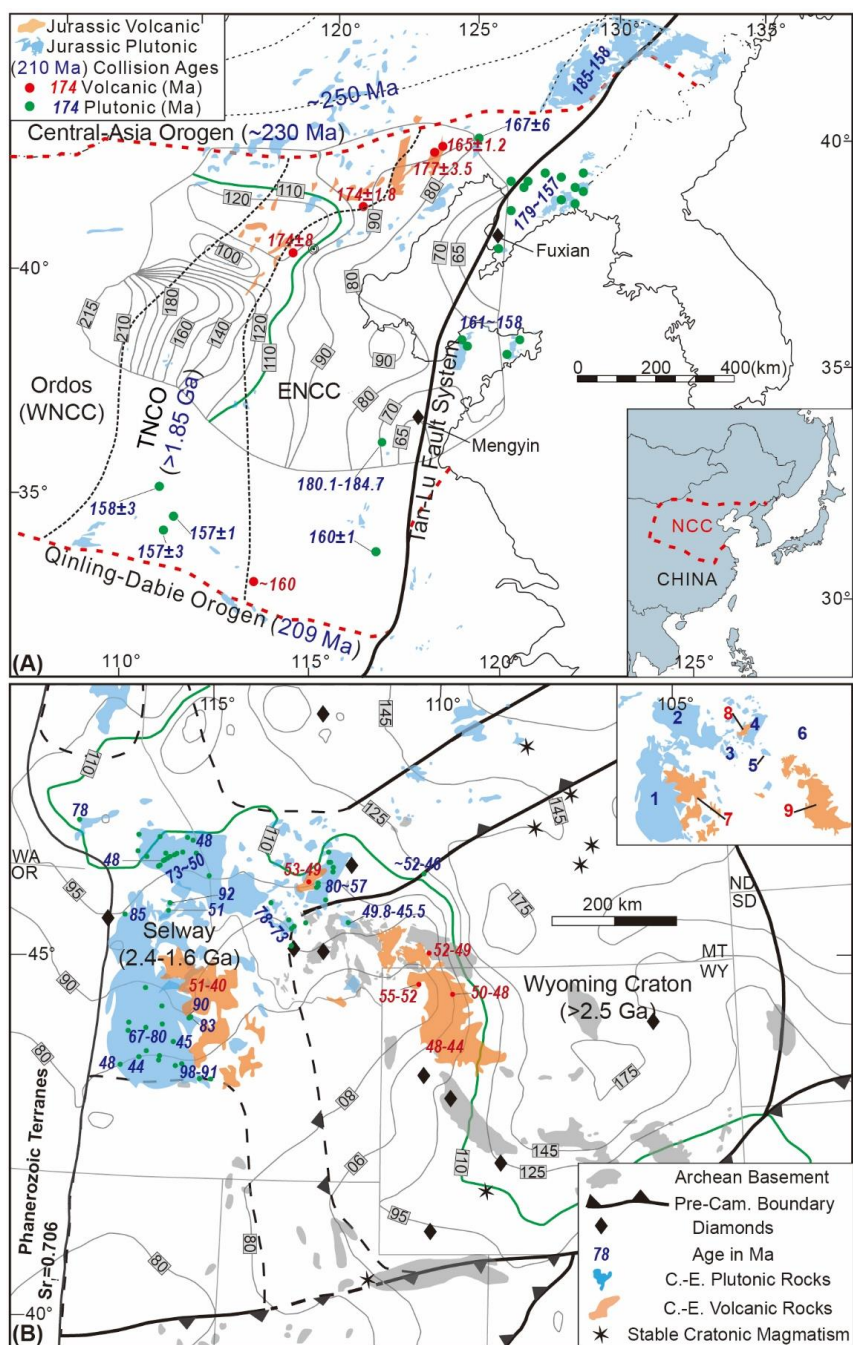 120°
125°
130°
135°
Jurassic Volcanic
Jurassic Plutonic
(210 Ma) Collision Ages
174 Volcanic (Ma)
174 Plutonic (Ma)
~250 Ma
185-158
Central-Asia Orogen (~230 Ma)
167±6
40°
165±1.2
177±3.5
110
120
80
174±1.8
90
179~157
174±8
40°
100
70
65
Fuxian
80
215
210
180
160
140
120
110
161~158
90
90
0 200 400(km)
35°
Ordos
(WNCC)
TNCO
(>1.85 Ga)
ENCC
80
70
65
Mengyin
Tan-Lu Fault System
180.1-184.7
35°
158±3
157±1
157±3
160±1
NCC
CHINA
~160
30°
Qinling-Dabie Orogen (209 Ma)
(A)
110°
115°
120°
125°
115°
110°
105°
145
110
125
145
110
2
8
4
3
5
6
1
7
9
78
48
48
73~50
WA
OR
53-49
~52-46
80~57
92
51
95
85
78~73
49.8-45.5
175
200 km
ND
SD
45°
Selway
(2.4-1.6 Ga)
52-49
MT
WY
Wyoming Craton
(>2.5 Ga)
51-40
90
90
55-52
50-48
83
67-80
45
80
48
44
98-91
48-44
80
175
90
110
145
125
95
80
Phanerozoic Terranes
Sr=0.706
Archean Basement
Pre-Cam. Boundary
Diamonds
78 Age in Ma
C.-E. Plutonic Rocks
C.-E. Volcanic Rocks
Stable Cratonic Magmatism
40°
(B)